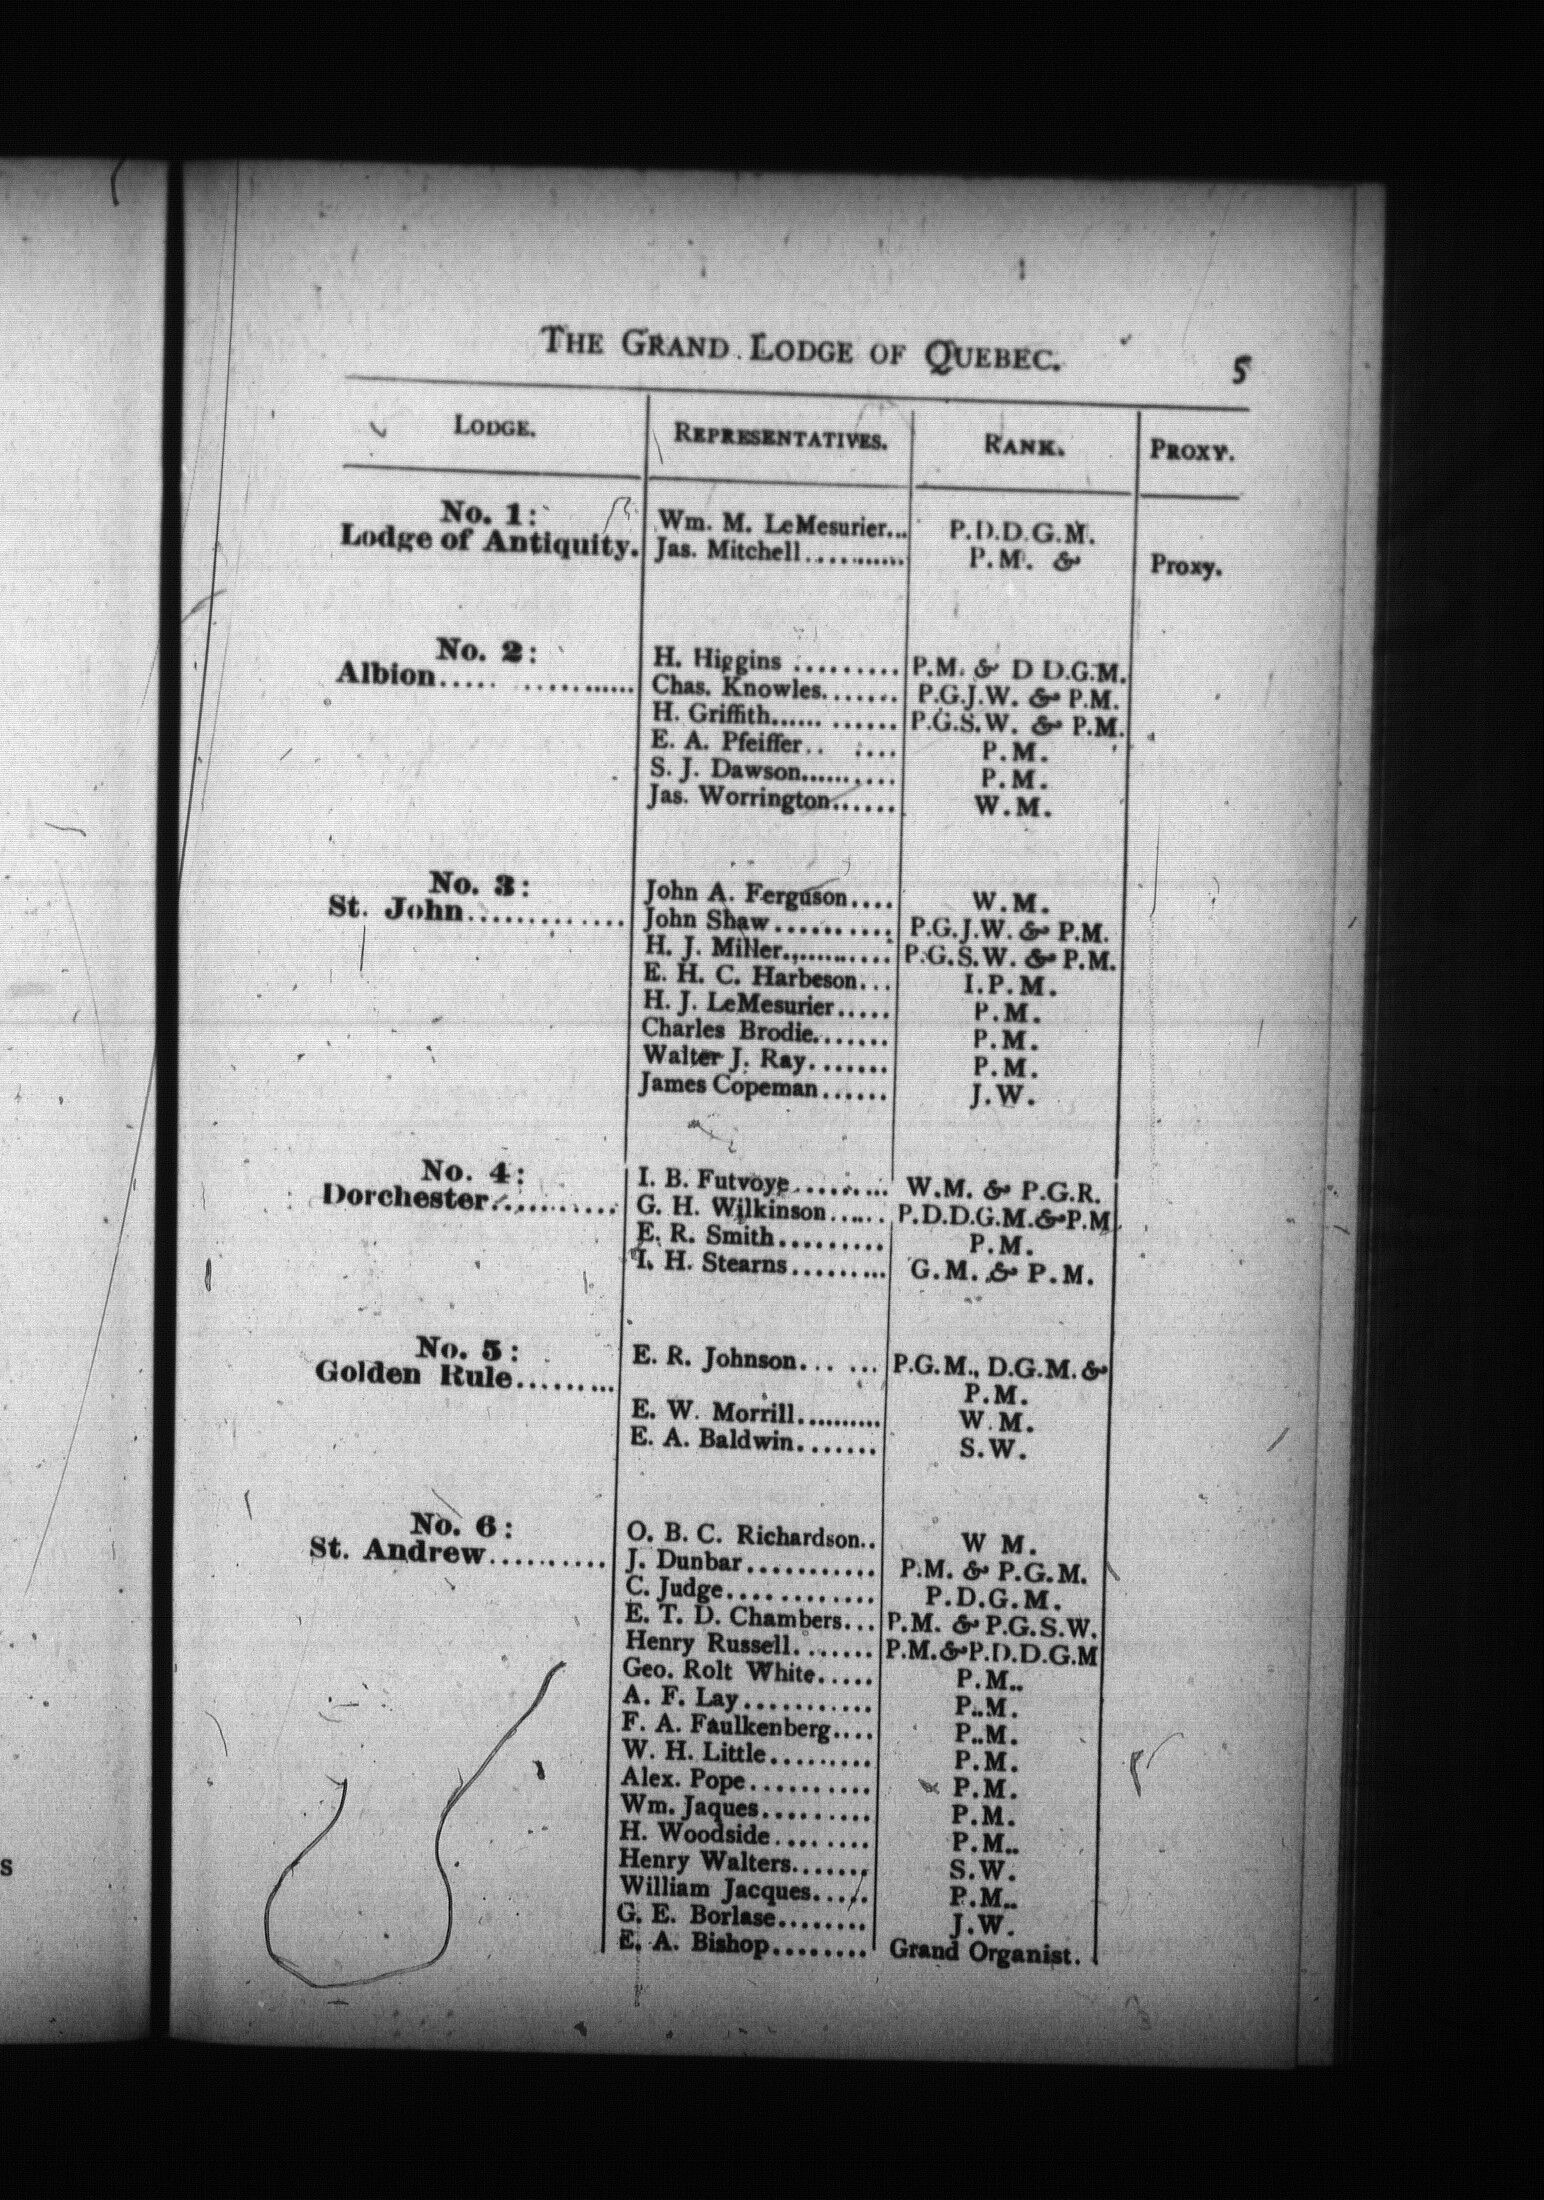 THE GRAND LODGE OF QUEBEC. 5
LODGE. REPRESENTATIVES. RANK. PROXY.
No. 1: Wm. M. LeMesurier... P.D.D.G.M.
Lodge of Antiquity. Jas. Mitchell........... P.M. & Proxy.
No. 2: H. Higgins ......... P.M. & D D.G.M.
Albion..... ............ Chas. Knowles....... P.G.J.W. & P.M.
H. Griffith...... ...... P.G.S.W. & P.M.
E. A. Pfeiffer.. .... P.M.
S. J. Dawson.......... P.M.
Jas. Worrington...... W.M.
No. 3: John A. Ferguson.... W.M.
St. John............. John Shaw .......... P.G.J.W. & P.M.
H. J. Miller............ P.G.S.W. & P.M.
E. H. C. Harbeson... I.P.M.
H. J. LeMesurier..... P.M.
Charles Brodie....... P.M.
Walter J. Ray........ P.M.
James Copeman...... J.W.
No. 4: I. B. Futvoye......... W.M. & P.G.R.
Dorchester........... G. H. Wilkinson...... P.D.D.G.M.&P.M
E. R. Smith......... P.M.
I. H. Stearns......... G.M. & P.M.
No. 5: E. R. Johnson... ... P.G.M., D.G.M. &
Golden Rule......... P.M.
E. W. Morrill.......... W.M.
E. A. Baldwin....... S.W.
No. 6: O. B. C. Richardson.. W M.
St. Andrew.......... J. Dunbar........... P.M. & P.G.M.
C. Judge............. P.D.G.M.
E. T. D. Chambers... P.M. & P.G.S.W.
Henry Russell........ P.M.&P.D.D.G.M
Geo. Rolt White..... P.M..
A. F. Lay........... P..M.
F. A. Faulkenberg.... P..M.
W. H. Little......... P.M.
Alex. Pope.......... P.M.
Wm. Jaques......... P.M.
H. Woodside........ P.M..
Henry Walters....... S.W.
William Jacques..... P.M..
G. E. Borlase........ J.W.
E. A. Bishop........ Grand Organist.
s